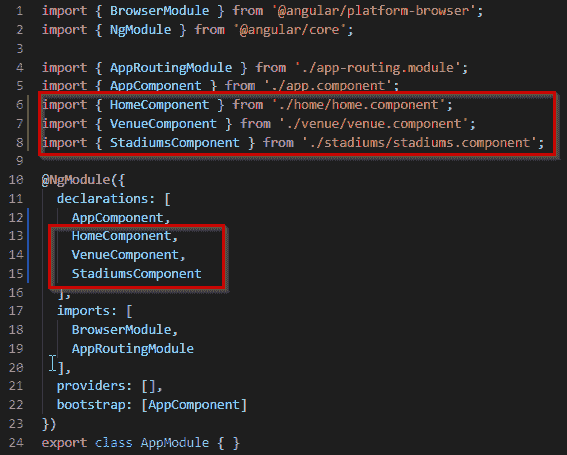 1 import { BrowserModule } from '@angular/platform-browser';
2 import { NgModule } from '@angular/core';
3
4 import { AppRoutingModule } from './app-routing.module';
5 import { AppComponent } from './app.component';
6 import { HomeComponent } from './home/home.component';
7 import { VenueComponent } from './venue/venue.component';
8 import { StadiumsComponent } from './stadiums/stadiums.component';
9
10 @NgModule({
11 declarations: [
12 AppComponent,
13 HomeComponent,
14 VenueComponent,
15 StadiumsComponent
16 ],
17 imports: [
18 BrowserModule,
19 AppRoutingModule
20 ],
21 providers: [],
22 bootstrap: [AppComponent]
23 })
24 export class AppModule { }